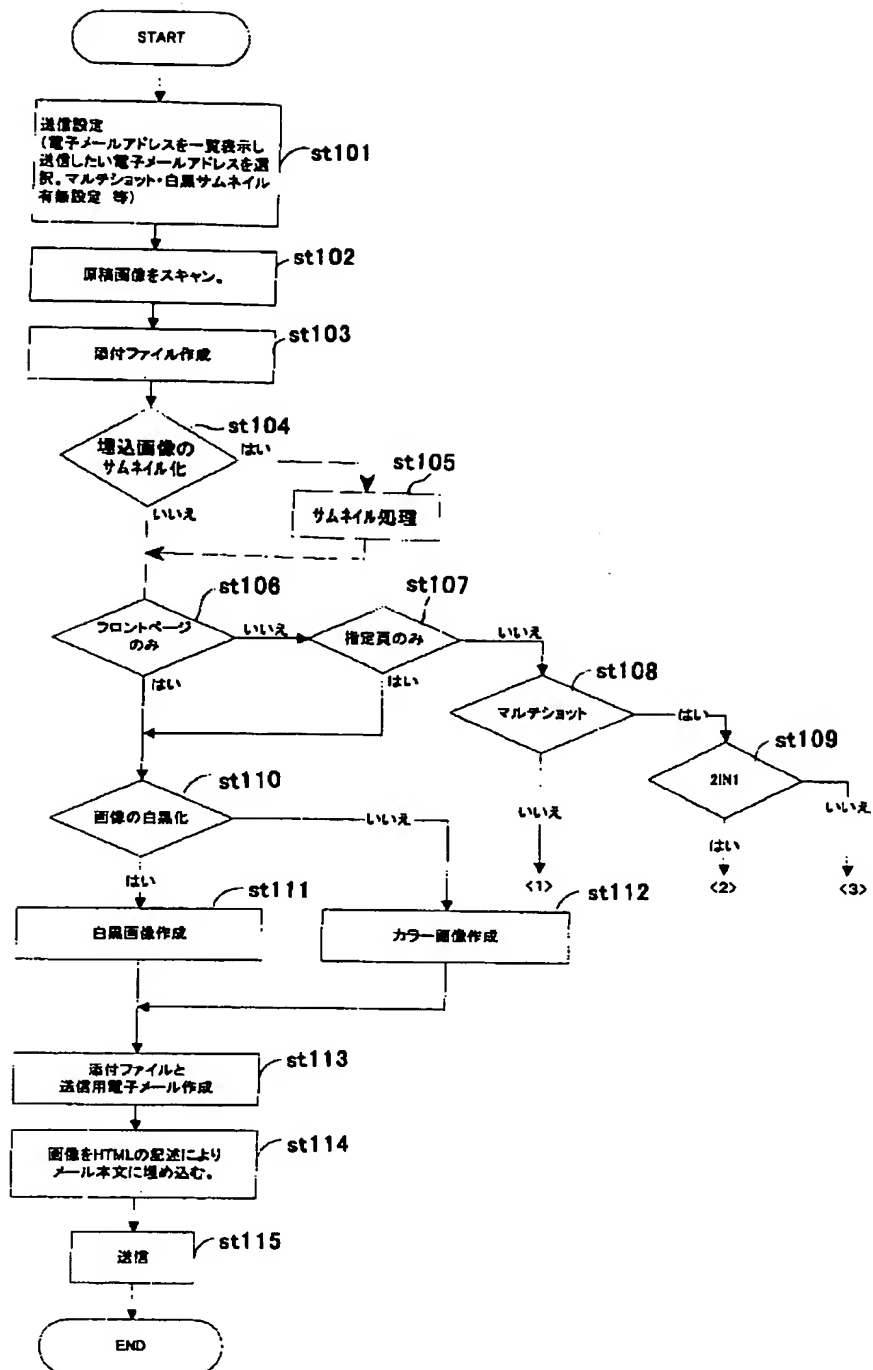 START
送信設定
(電子メールアドレスを一覧表示し
送信したい電子メールアドレスを選
択。マルチショット・白黒サムネイル
有無設定 等)
st101
st102
原稿画像をスキャン。
st103
添付ファイル作成
st104
埋込画像の
サムネイル化
はい
いいえ
st105
サムネイル処理
st106
フロントページ
のみ
いいえ
はい
st107
指定頁のみ
いいえ
はい
st108
マルチショット
はい
いいえ
<1>
st109
2IN1
いいえ
はい
<2>
<3>
st110
画像の白黒化
いいえ
はい
st111
白黒画像作成
st112
カラー画像作成
st113
添付ファイルと
送信用電子メール作成
st114
画像をHTMLの記述により
メール本文に埋め込む。
st115
送信
END